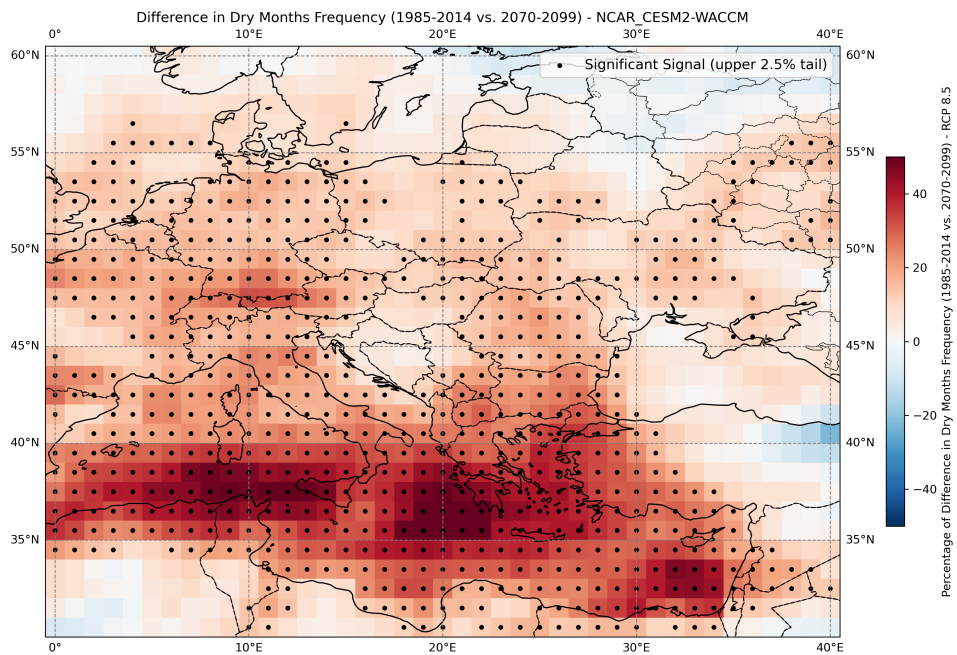 Difference in Dry Months Frequency (1985-2014 vs. 2070-2099) - NCAR_CESM2-WACCM
0° 10°E 20°E 30°E 40°E
60°N 60°N
Significant Signal (upper 2.5% tail)
55°N 55°N
50°N 50°N
45°N 45°N
40°N 40°N
35°N 35°N
0° 10°E 20°E 30°E 40°E
40
20
0
−20
−40
Percentage of Difference in Dry Months Frequency (1985-2014 vs. 2070-2099) - RCP 8.5